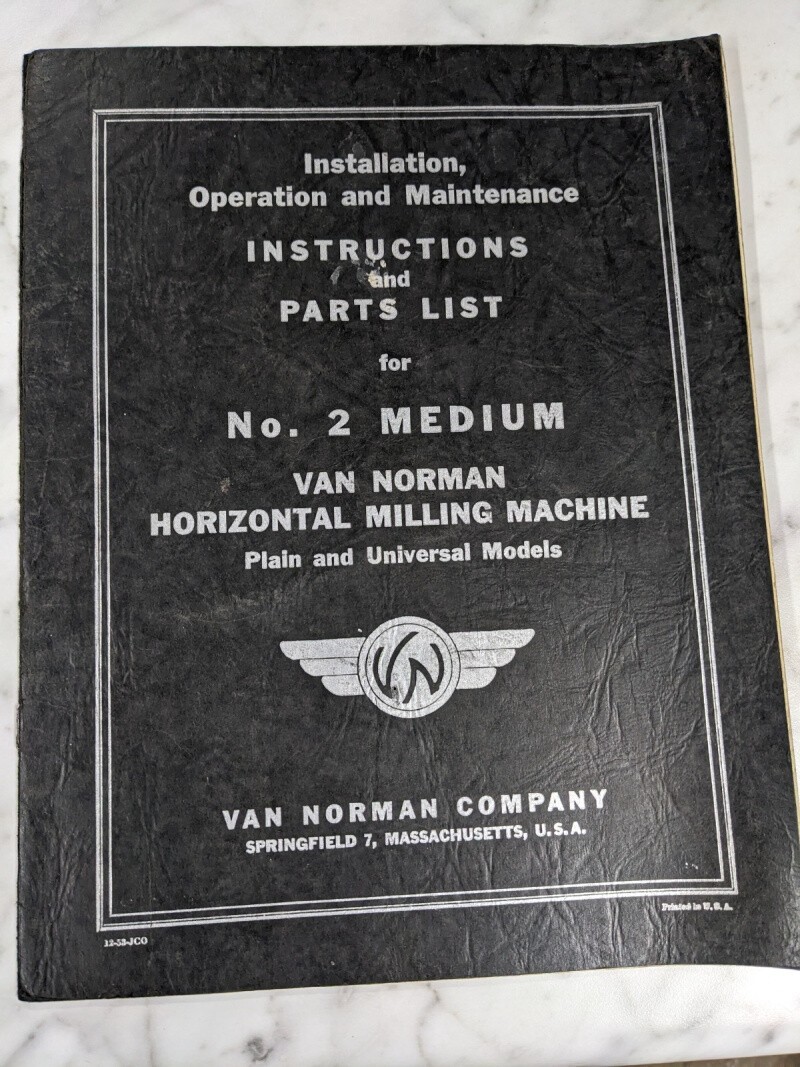 Installation,
Operation and Maintenance
INSTRUCTIONS
and
PARTS LIST
for
No. 2 MEDIUM
VAN NORMAN
HORIZONTAL MILLING MACHINE
Plain and Universal Models
VN
VAN NORMAN COMPANY
SPRINGFIELD 7, MASSACHUSETTS, U.S.A.
Printed in U. S. A.
12-53-JCO